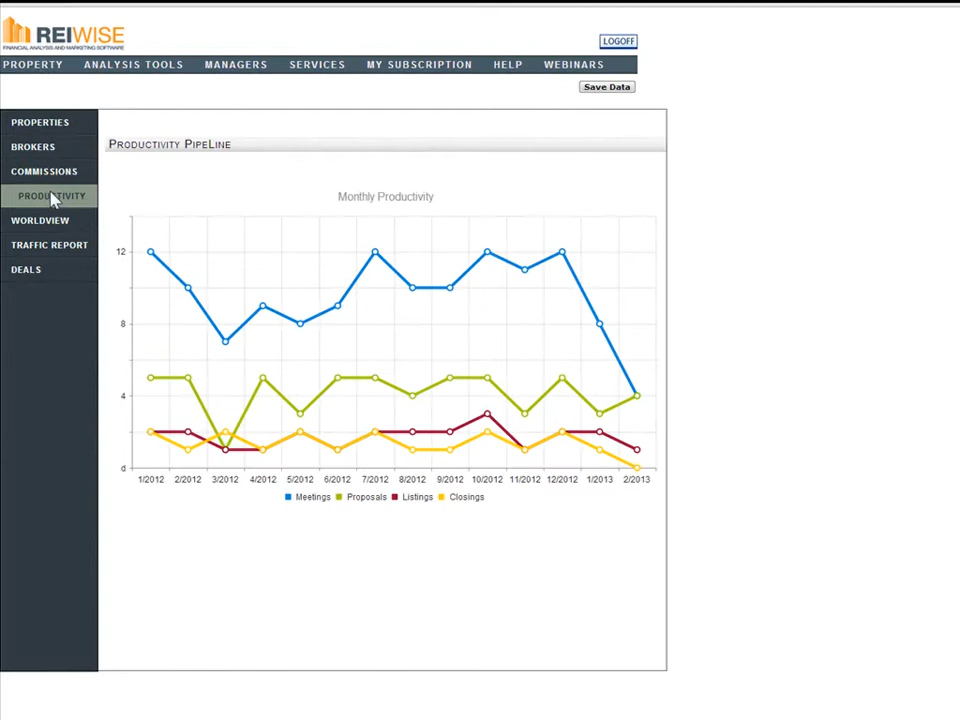 REIWISE
FINANCIAL ANALYSIS AND MARKETING SOFTWARE
LOGOFF
PROPERTY ANALYSIS TOOLS MANAGERS SERVICES MY SUBSCRIPTION HELP WEBINARS
Save Data
PROPERTIES
BROKERS
COMMISSIONS
PRODUCTIVITY
WORLDVIEW
TRAFFIC REPORT
DEALS
PRODUCTIVITY PIPELINE
Monthly Productivity
12
8
4
0
1/2012 2/2012 3/2012 4/2012 5/2012 6/2012 7/2012 8/2012 9/2012 10/2012 11/2012 12/2012 1/2013 2/2013
Meetings Proposals Listings Closings